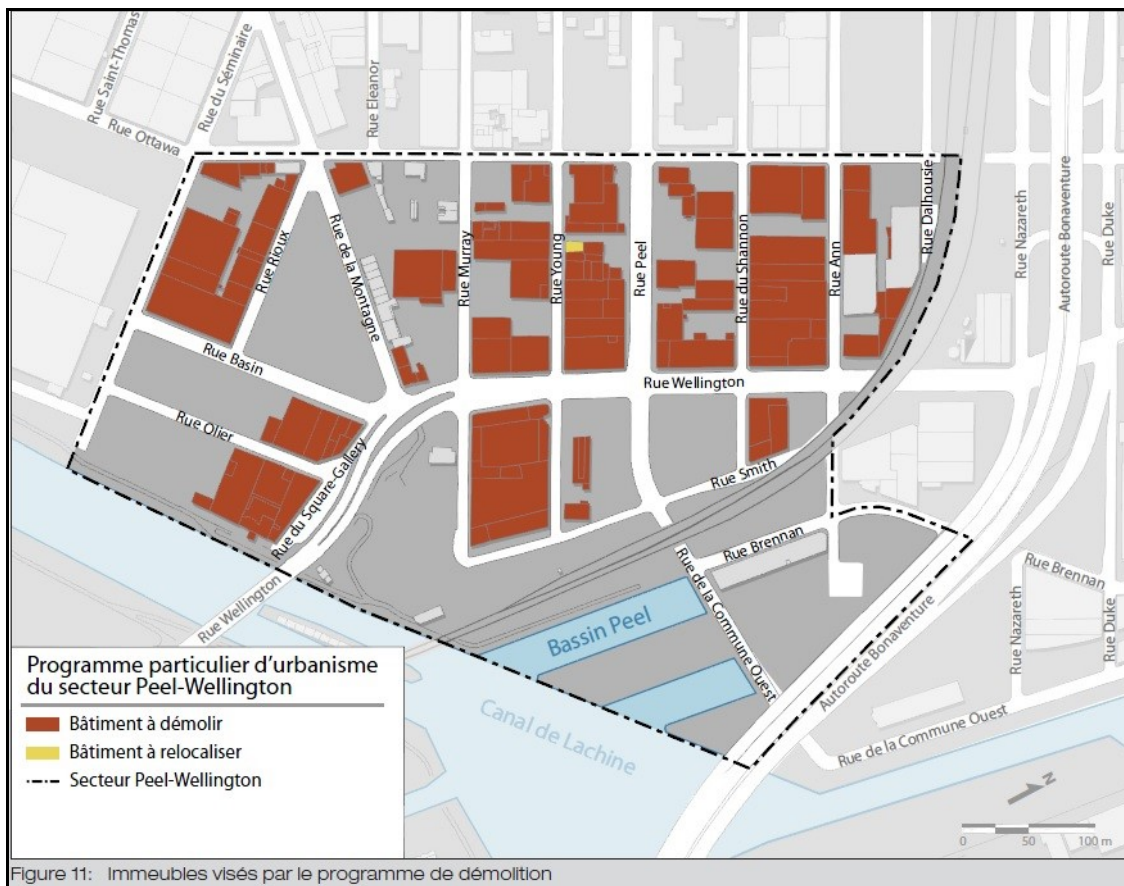 Rue Saint-Thomas
Rue du Séminaire
Rue Eleanor
Rue Ottawa
Rue Rioux
Rue de la Montagne
Rue Murray
Rue Young
Rue Peel
Rue du Shannon
Rue Ann
Rue Dalhousie
Rue Nazareth
Autoroute Bonaventure
Rue Duke
Rue Basin
Rue Wellington
Rue Olier
Rue du Square-Gallery
Rue Smith
Rue Brennan
Rue Wellington
Rue de la Commune Ouest
Bassin Peel
Canal de Lachine
Autoroute Bonaventure
Rue Nazareth
Rue Brennan
Rue Duke
Rue de la Commune Ouest
Programme particulier d'urbanisme
du secteur Peel-Wellington
Bâtiment à démolir
Bâtiment à relocaliser
Secteur Peel-Wellington
N
0 50 100 m
Figure 11: Immeubles visés par le programme de démolition